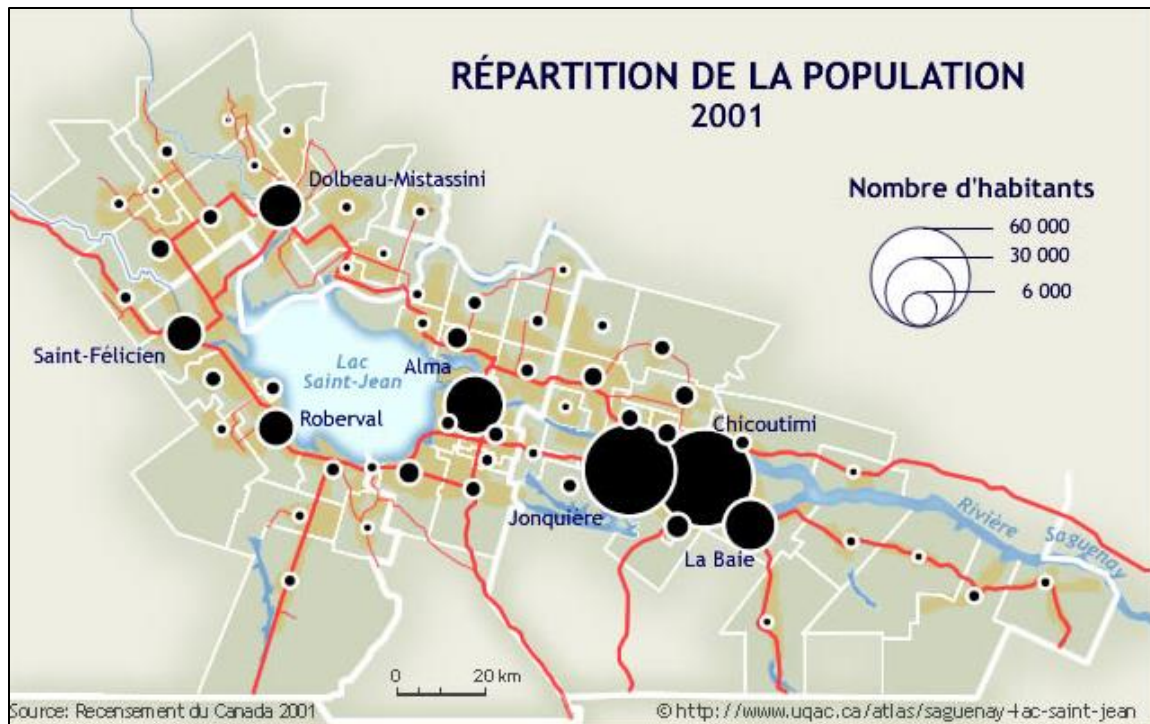 RÉPARTITION DE LA POPULATION
2001
Nombre d'habitants
60 000
30 000
6 000
Dolbeau-Mistassini
Saint-Félicien
Lac
Saint-Jean
Alma
Roberval
Chicoutimi
Jonquière
La Baie
Rivière Saguenay
0 20 km
Source: Recensement du Canada 2001
© http://www.uqac.ca/atlas/saguenay-lac-saint-jean